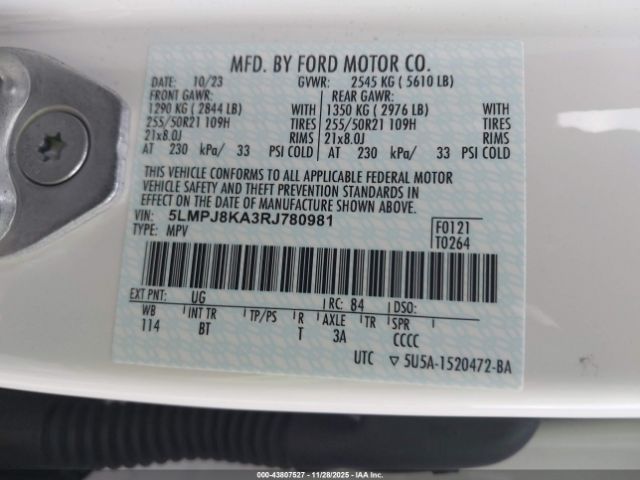 MFD. BY FORD MOTOR CO.
DATE: 10/23 GVWR: 2545 KG ( 5610 LB)
FRONT GAWR: REAR GAWR:
1290 KG ( 2844 LB) WITH 1350 KG ( 2976 LB) WITH
255/50R21 109H TIRES 255/50R21 109H TIRES
21x8.0J RIMS 21x8.0J RIMS
AT 230 kPa/ 33 PSI COLD AT 230 kPa/ 33 PSI COLD
THIS VEHICLE CONFORMS TO ALL APPLICABLE FEDERAL MOTOR
VEHICLE SAFETY AND THEFT PREVENTION STANDARDS IN
EFFECT ON THE DATE OF MANUFACTURE SHOWN ABOVE.
VIN: 5LMPJ8KA3RJ780981
TYPE: MPV
F0121
T0264
EXT PNT: UG RC: 84 DSO:
WB INT TR TP/PS R AXLE TR SPR
114 BT T 3A CCCC
UTC ▽5U5A-1520472-BA
000-43807527 - 11/28/2025 - IAA Inc.